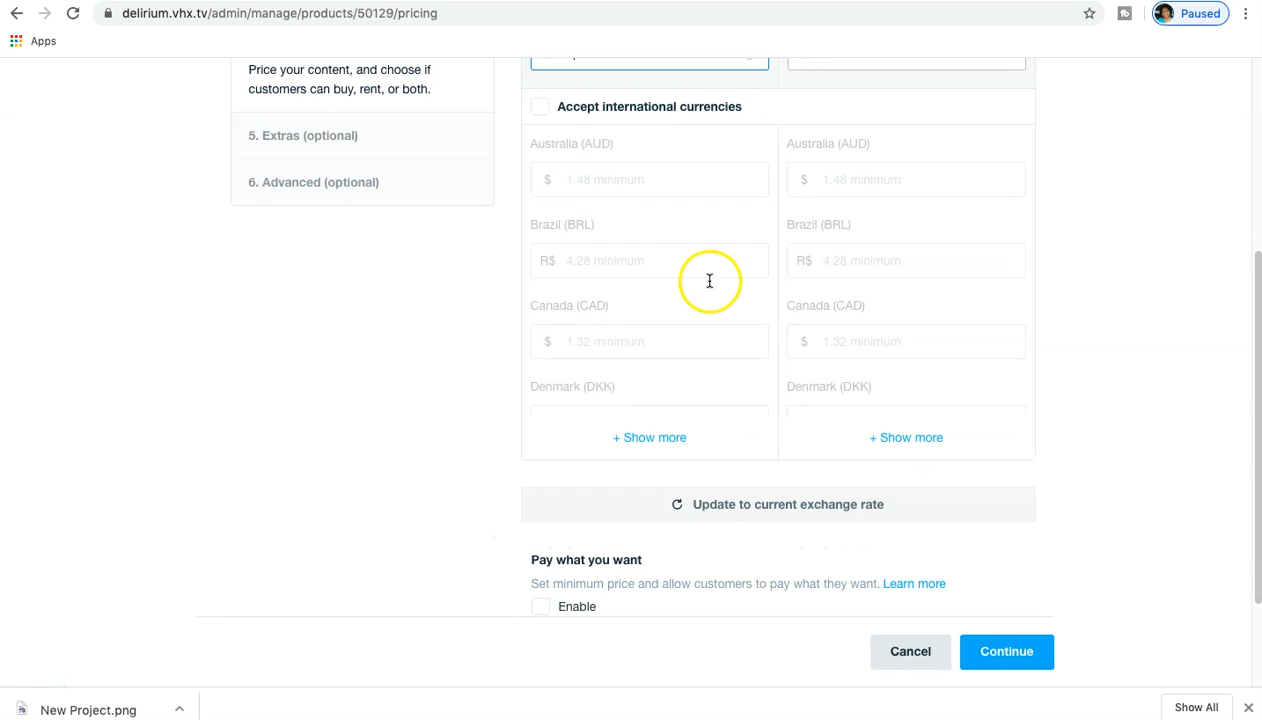 delirium.vhx.tv/admin/manage/products/50129/pricing
Paused
Apps
Price your content, and choose if
customers can buy, rent, or both.
5. Extras (optional)
6. Advanced (optional)
Accept international currencies
Australia (AUD) Australia (AUD)
$ 1.48 minimum $ 1.48 minimum
Brazil (BRL) Brazil (BRL)
R$ 4.28 minimum R$ 4.28 minimum
Canada (CAD) Canada (CAD)
$ 1.32 minimum $ 1.32 minimum
Denmark (DKK) Denmark (DKK)
+ Show more + Show more
Update to current exchange rate
Pay what you want
Set minimum price and allow customers to pay what they want. Learn more
Enable
Cancel Continue
New Project.png Show All